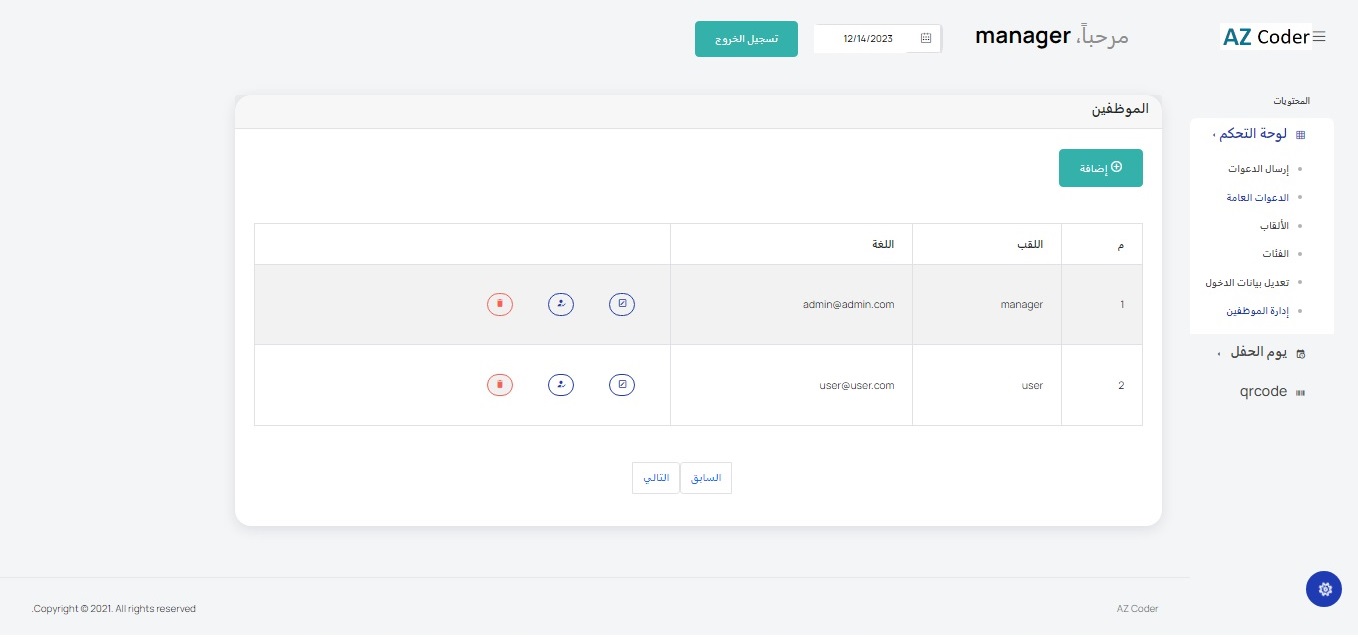 AZ Coder
مرحباً، manager
12/14/2023
تسجيل الخروج
المحتويات
لوحة التحكم
إرسال الدعوات
الدعوات العامة
الألقاب
الفئات
تعديل بيانات الدخول
إدارة الموظفين
يوم الحفل
qrcode
الموظفين
إضافة
م اللقب اللغة
1 manager admin@admin.com
2 user user@user.com
السابق التالي
AZ Coder
.Copyright © 2021. All rights reserved